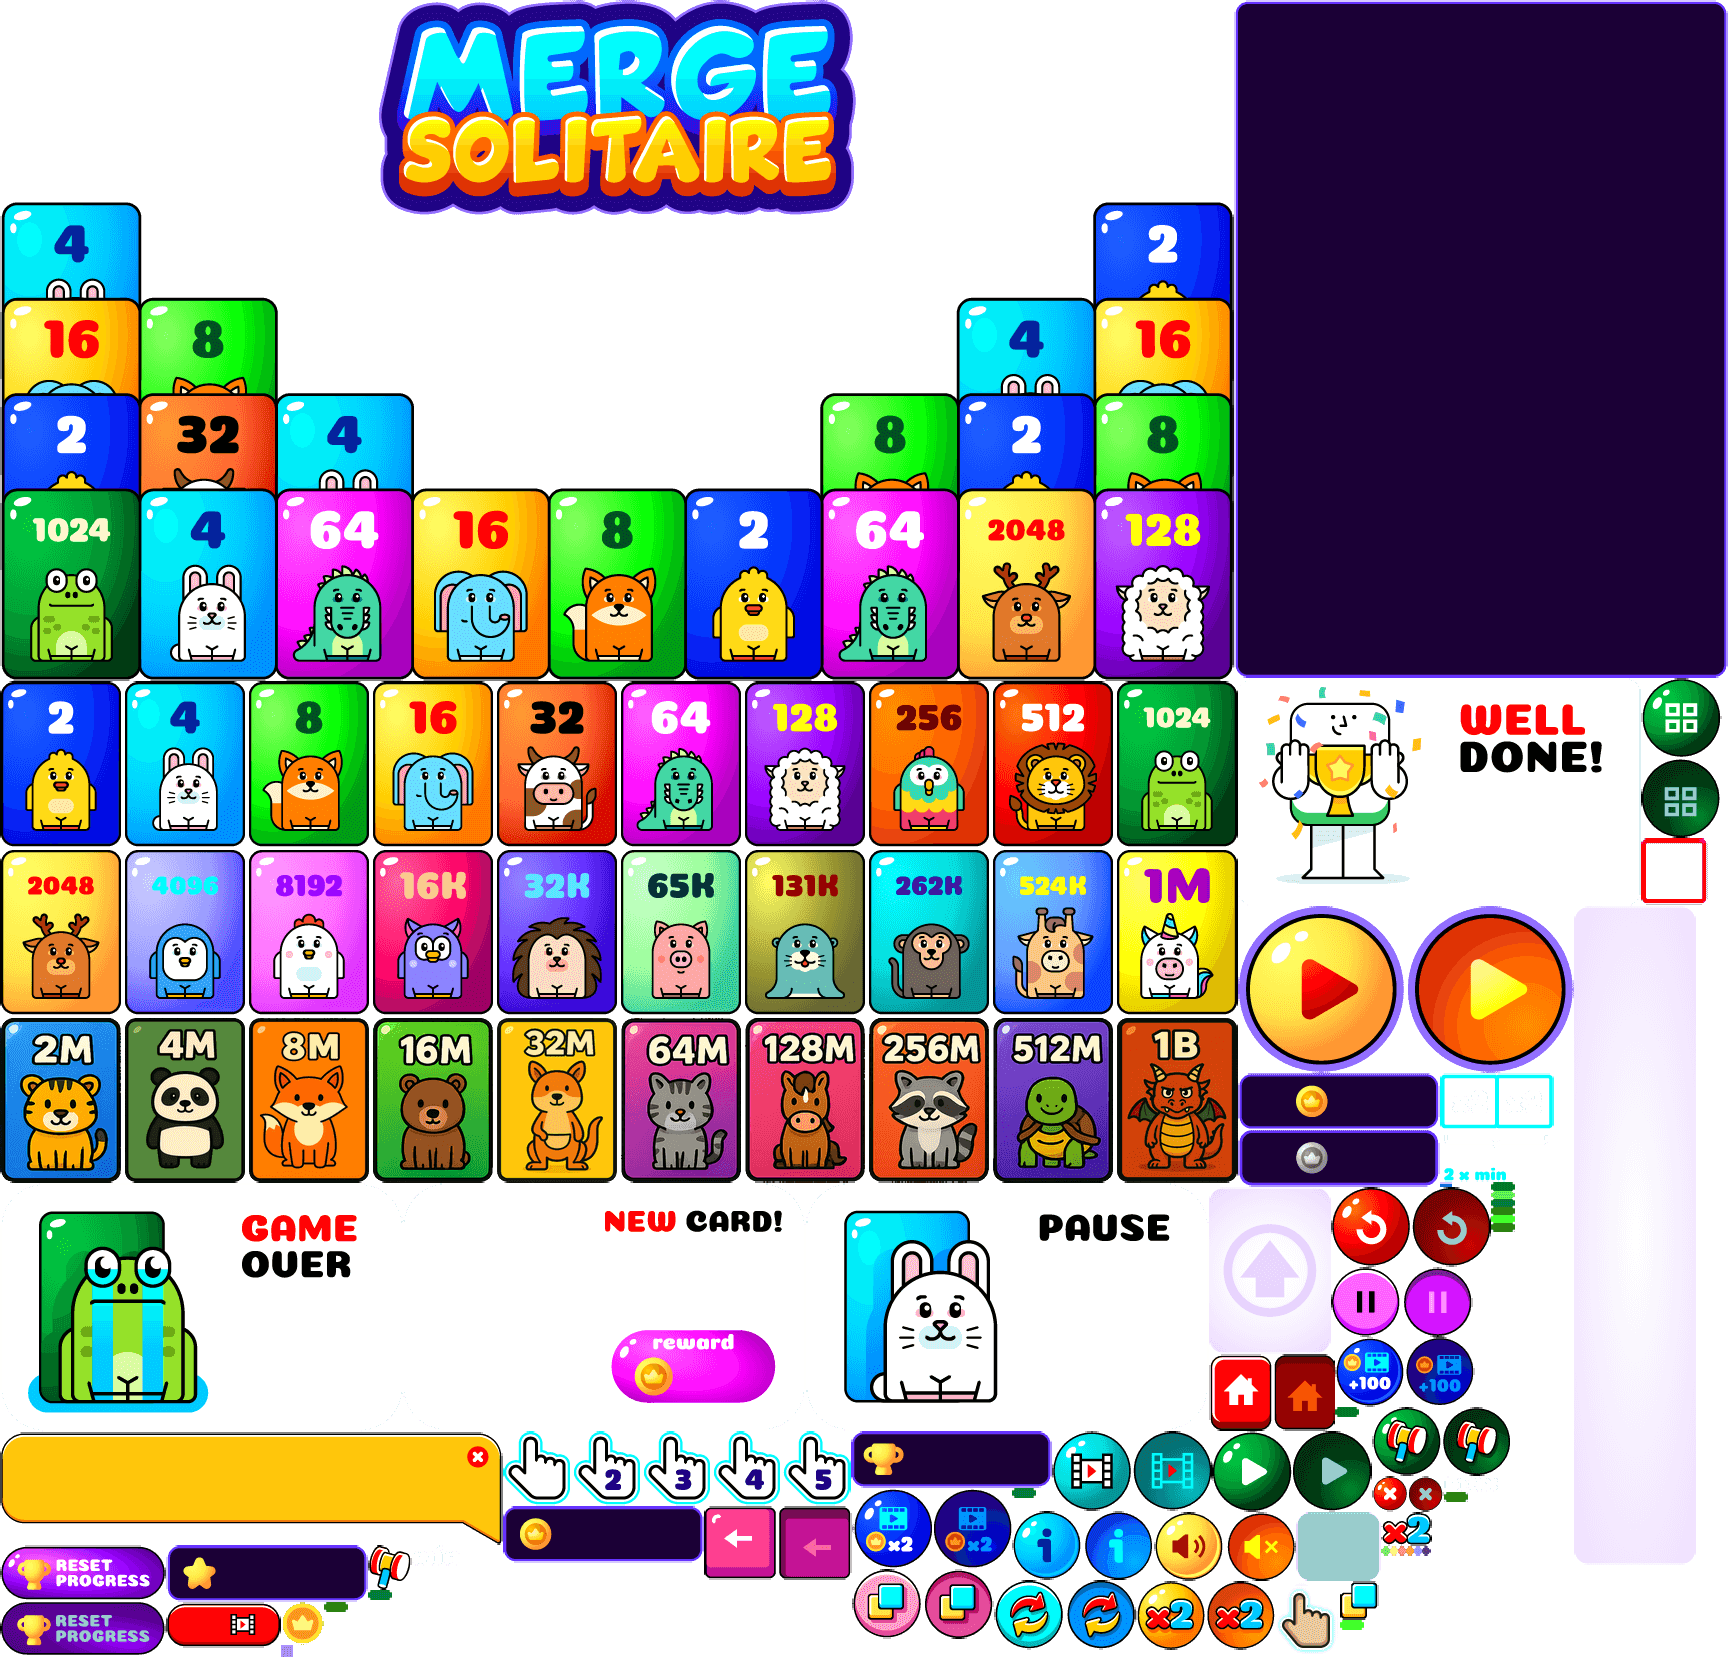 MERGE
SOLITAIRE
4
2
16
8
4
16
2
32
4
8
2
8
1024
4
64
16
8
2
64
2048
128
2
4
8
16
32
64
128
256
512
1024
WELL
DONE!
2048
4096
8192
16K
32K
65K
131K
262K
524K
1M
2M
4M
8M
16M
32M
64M
128M
256M
512M
1B
2 x min
GAME
OVER
NEW CARD!
PAUSE
reward
+100
+100
2
3
4
5
x2
x2
x2
RESET
PROGRESS
RESET
PROGRESS
x2
x2